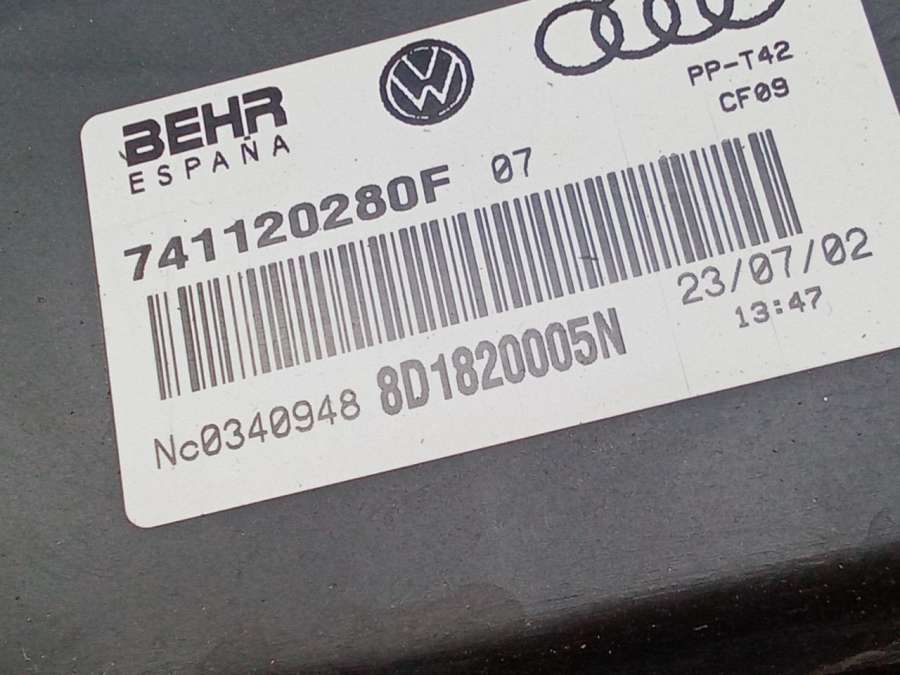 BEHR
ESPAÑA
PP-T42
CF09
741120280F 07
23/07/02
13:47
Nc0340948 8D1820005N